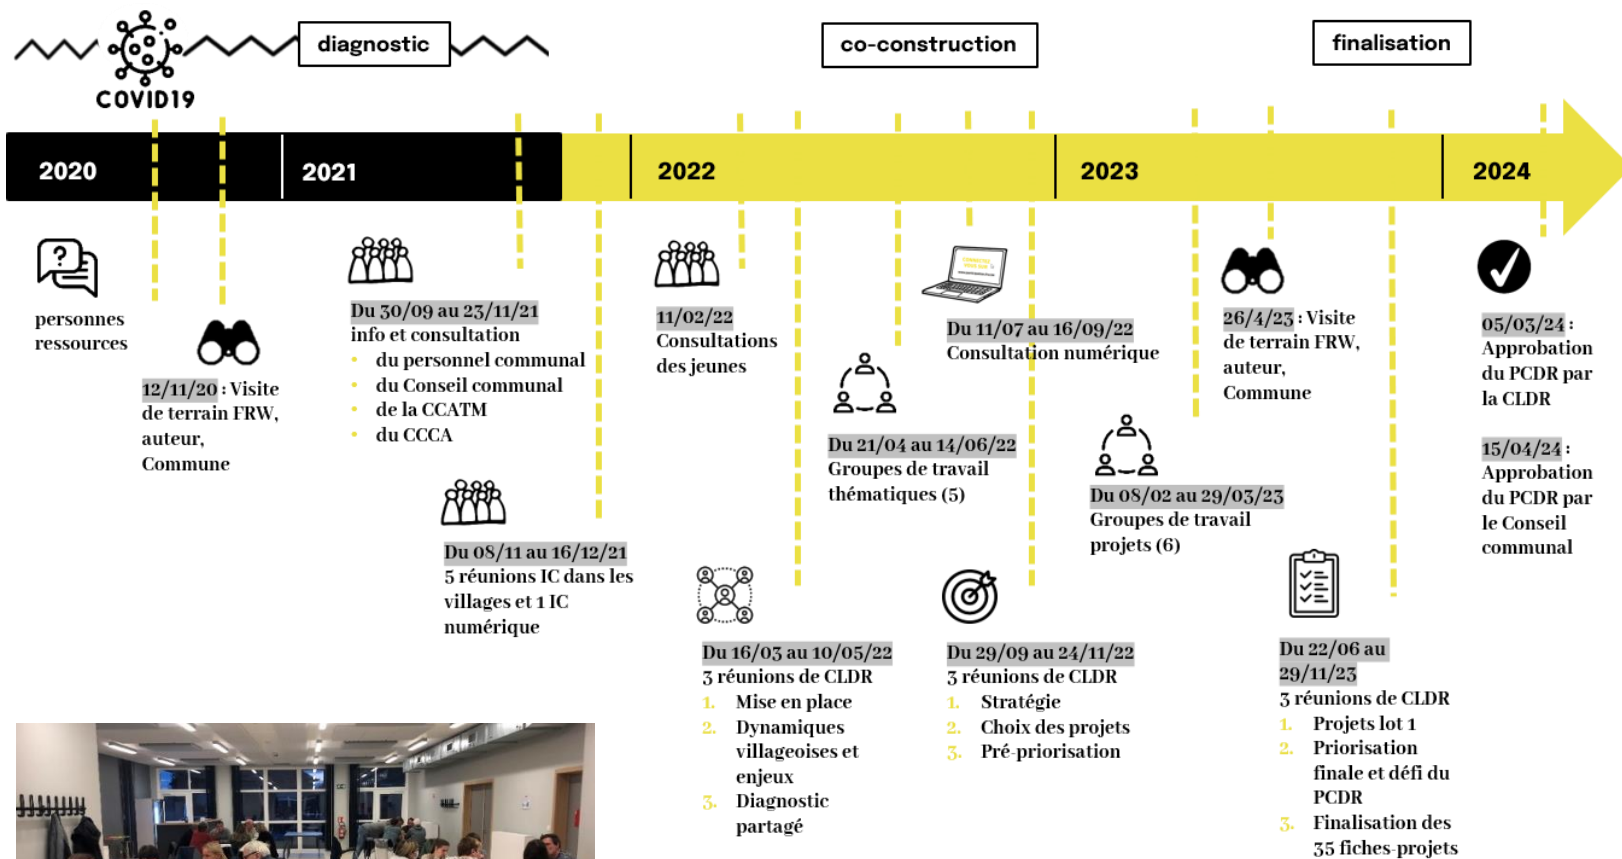 diagnostic
co-construction
finalisation
COVID19
2020
2021
2022
2023
2024
personnes
ressources
12/11/20 : Visite
de terrain FRW,
auteur,
Commune
Du 30/09 au 23/11/21
info et consultation
• du personnel communal
• du Conseil communal
• de la CCATM
• du CCCA
Du 08/11 au 16/12/21
5 réunions IC dans les
villages et 1 IC
numérique
11/02/22
Consultations
des jeunes
Du 16/03 au 10/05/22
3 réunions de CLDR
1. Mise en place
2. Dynamiques
villageoises et
enjeux
3. Diagnostic
partagé
Du 21/04 au 14/06/22
Groupes de travail
thématiques (5)
Du 11/07 au 16/09/22
Consultation numérique
Du 29/09 au 24/11/22
3 réunions de CLDR
1. Stratégie
2. Choix des projets
3. Pré-priorisation
Du 08/02 au 29/03/23
Groupes de travail
projets (6)
26/4/23 : Visite
de terrain FRW,
auteur,
Commune
Du 22/06 au
29/11/23
3 réunions de CLDR
1. Projets lot 1
2. Priorisation
finale et défi du
PCDR
3. Finalisation des
35 fiches-projets
05/03/24 :
Approbation
du PCDR par
la CLDR
15/04/24 :
Approbation
du PCDR par
le Conseil
communal